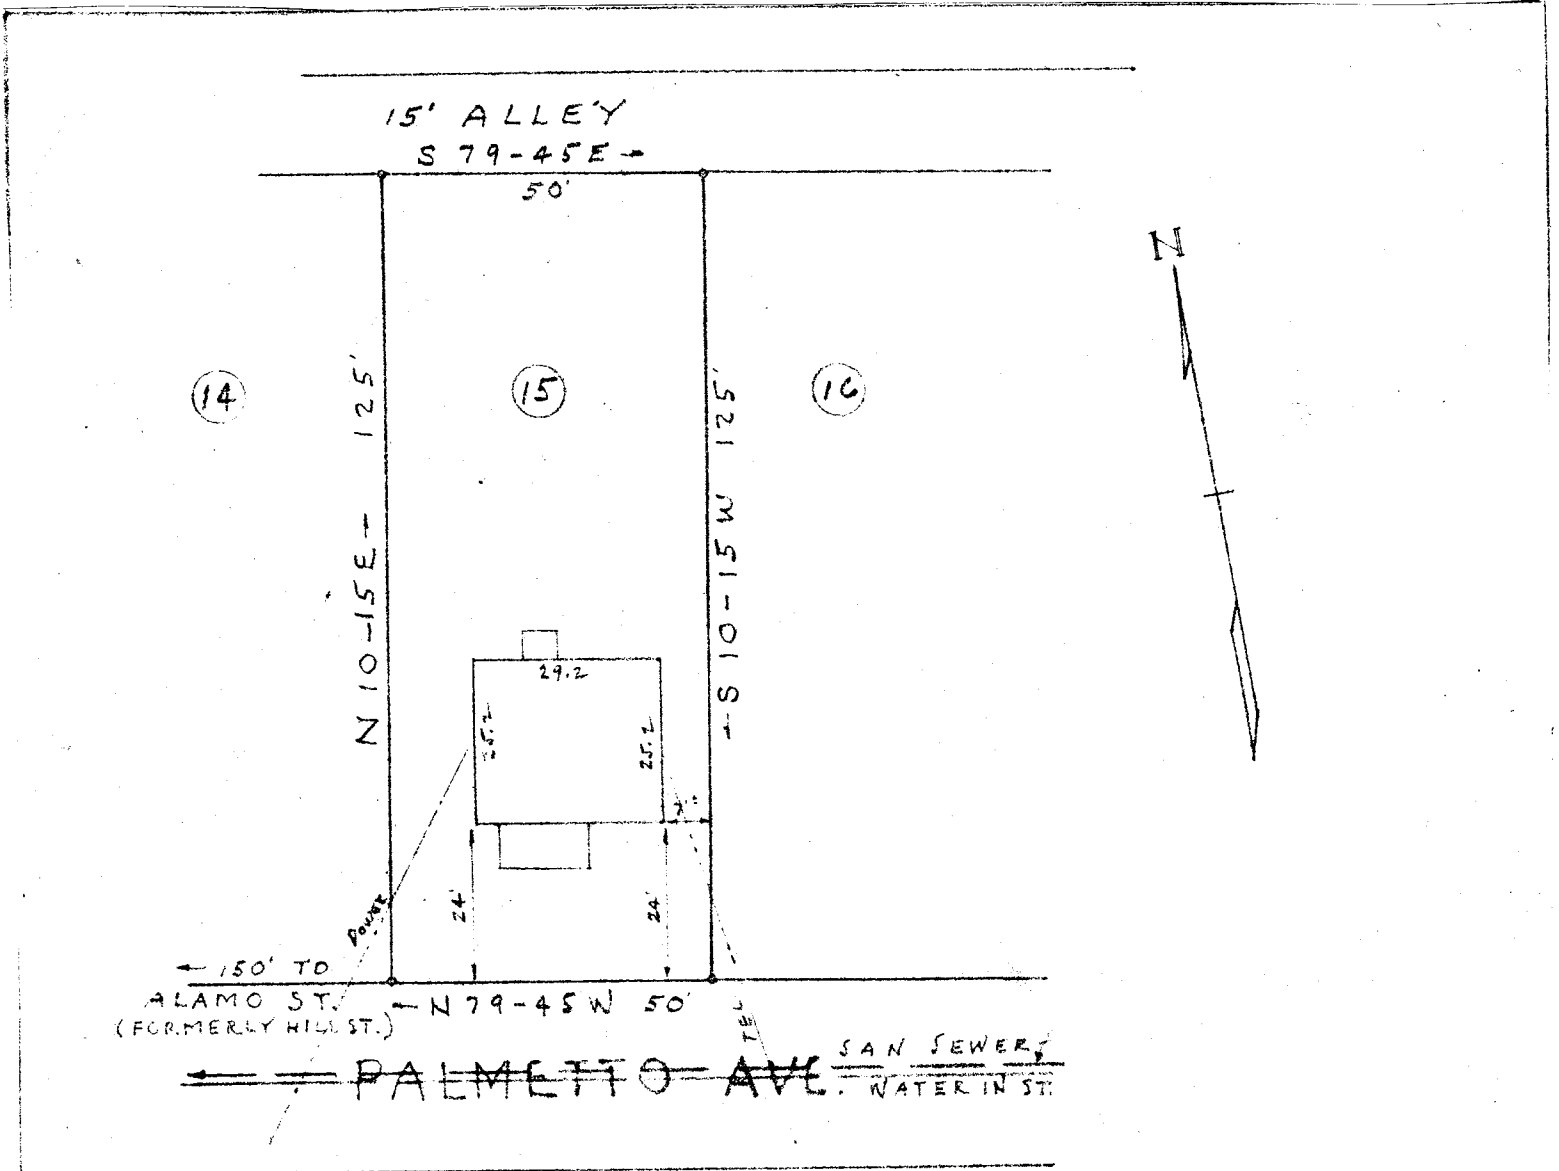 15' ALLEY
S 79-45E
50'
N
14
15
16
N 10-15E 125'
S 10-15W 125'
29.2
25.2
25.2
24'
24'
POWER
150' TO
ALAMO ST.
(FORMERLY HILL ST.)
N 79-45 W 50'
TEL
PALMETTO AVE.
SAN SEWER
WATER IN ST.